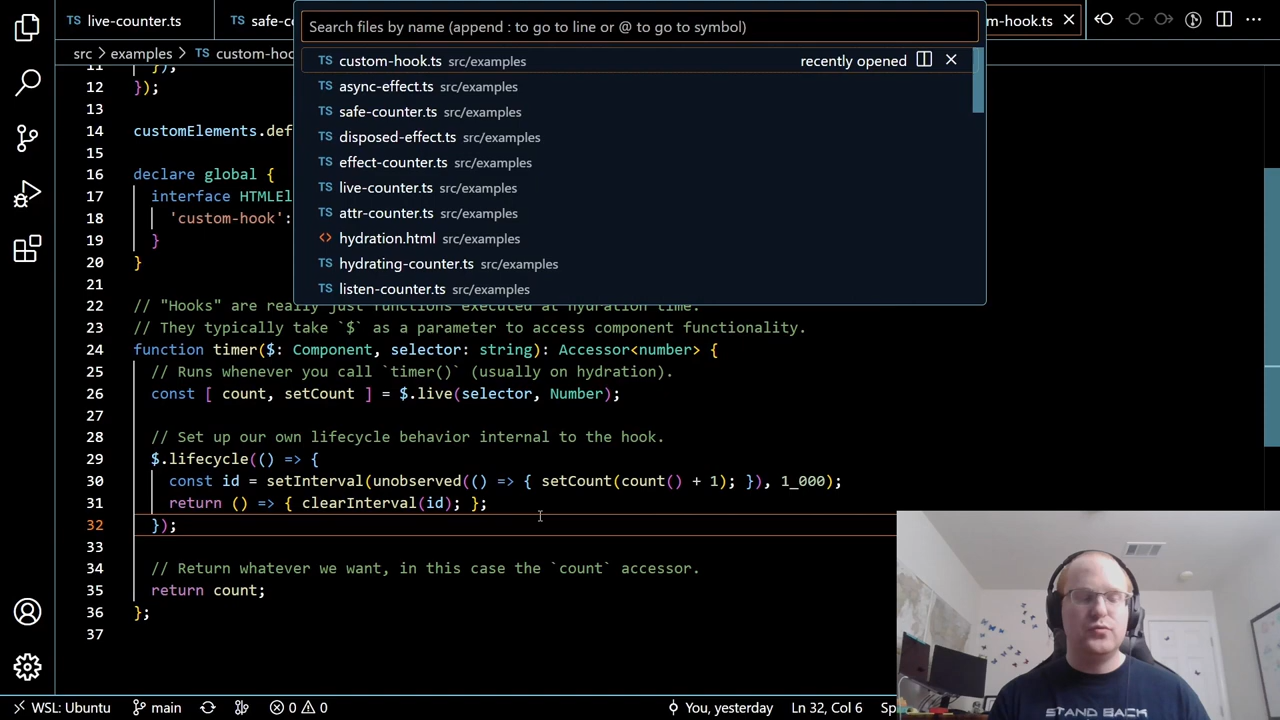 live-counter.ts
safe-c
m-hook.ts
Search files by name (append : to go to line or @ to go to symbol)
src > examples > custom-hoo
custom-hook.ts src/examples recently opened
async-effect.ts src/examples
safe-counter.ts src/examples
disposed-effect.ts src/examples
effect-counter.ts src/examples
live-counter.ts src/examples
attr-counter.ts src/examples
hydration.html src/examples
hydrating-counter.ts src/examples
listen-counter.ts src/examples
11 });
12 });
13
14 customElements.def
15
16 declare global {
17 interface HTMLEl
18 'custom-hook':
19 }
20 }
21
22 // "Hooks" are really just functions executed at hydration time.
23 // They typically take `$` as a parameter to access component functionality.
24 function timer($: Component, selector: string): Accessor<number> {
25 // Runs whenever you call `timer()` (usually on hydration).
26 const [ count, setCount ] = $.live(selector, Number);
27
28 // Set up our own lifecycle behavior internal to the hook.
29 $.lifecycle(() => {
30 const id = setInterval(unobserved(() => { setCount(count() + 1); }), 1_000);
31 return () => { clearInterval(id); };
32 });
33
34 // Return whatever we want, in this case the `count` accessor.
35 return count;
36 };
37
STAND BACK
WSL: Ubuntu main 0 0 You, yesterday Ln 32, Col 6